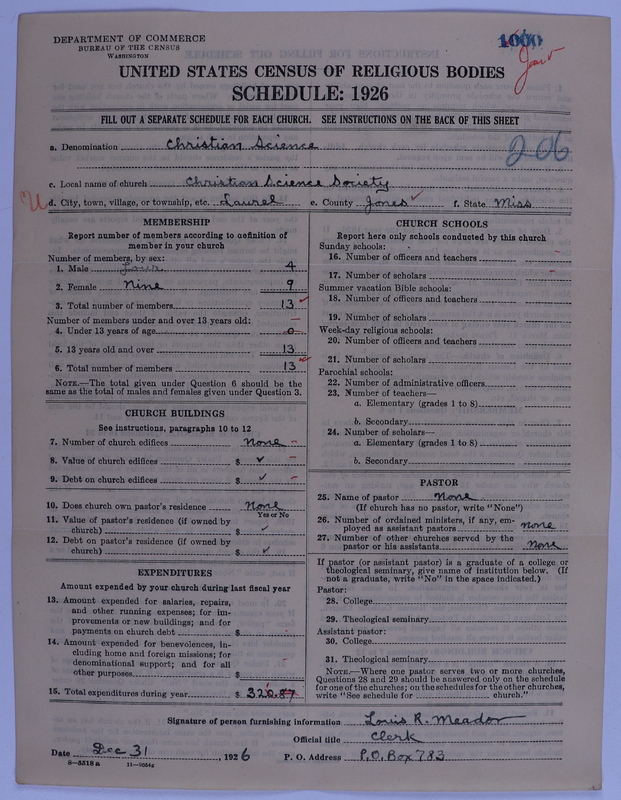 DEPARTMENT OF COMMERCE
BUREAU OF THE CENSUS
WASHINGTON
1000
UNITED STATES CENSUS OF RELIGIOUS BODIES
SCHEDULE: 1926
FILL OUT A SEPARATE SCHEDULE FOR EACH CHURCH. SEE INSTRUCTIONS ON THE BACK OF THIS SHEET
a. Denomination Christian Science
206
c. Local name of church Christian Science Society
d. City, town, village, or township, etc. Laurel e. County Jones ✓ f. State Miss
MEMBERSHIP
Report number of members according to definition of
member in your church
Number of members, by sex:
1. Male Four 4
2. Female Nine 9
3. Total number of members 13
Number of members under and over 13 years old:
4. Under 13 years of age 0
5. 13 years old and over 13
6. Total number of members 13
NOTE.—The total given under Question 6 should be
same as the total of males and females given under Question 3.
CHURCH BUILDINGS
See instructions, paragraphs 10 to 12
7. Number of church edifices None
8. Value of church edifices $ ✓
9. Debt on church edifices $ ✓
10. Does church own pastor's residence None
Yes or No
11. Value of pastor's residence (if owned by
church) $ ✓
12. Debt on pastor's residence (if owned by
church) $ ✓
EXPENDITURES
Amount expended by your church during last fiscal year
13. Amount expended for salaries, repairs,
and other running expenses; for im-
provements or new buildings; and for
payments on church debt $
14. Amount expended for benevolences, in-
cluding home and foreign missions; for
denominational support; and for all
other purposes $
15. Total expenditures during year $ 320.87
CHURCH SCHOOLS
Report here only schools conducted by this church
Sunday schools:
16. Number of officers and teachers
17. Number of scholars
Summer vacation Bible schools:
18. Number of officers and teachers
19. Number of scholars
Week-day religious schools:
20. Number of officers and teachers
21. Number of scholars
Parochial schools:
22. Number of administrative officers
23. Number of teachers—
a. Elementary (grades 1 to 8)
b. Secondary
24. Number of scholars—
a. Elementary (grades 1 to 8)
b. Secondary
PASTOR
25. Name of pastor None
(If church has no pastor, write "None")
26. Number of ordained ministers, if any, em-
ployed as assistant pastors none
27. Number of other churches served by the
pastor or his assistants None
If pastor (or assistant pastor) is a graduate of a college or
theological seminary, give name of institution below. (If
not a graduate, write "No" in the space indicated.)
Pastor:
28. College
29. Theological seminary
Assistant pastor:
30. College
31. Theological seminary
NOTE.—Where one pastor serves two or more churches,
Questions 28 and 29 should be answered only on the schedule
for one of the churches; on the schedules for the other churches,
write "See schedule for church."
Signature of person furnishing information Louis R. Meador
Official title Clerk
Date Dec 31, 1926 P. O. Address P.O. Box 783
8—5518 a 11—9554